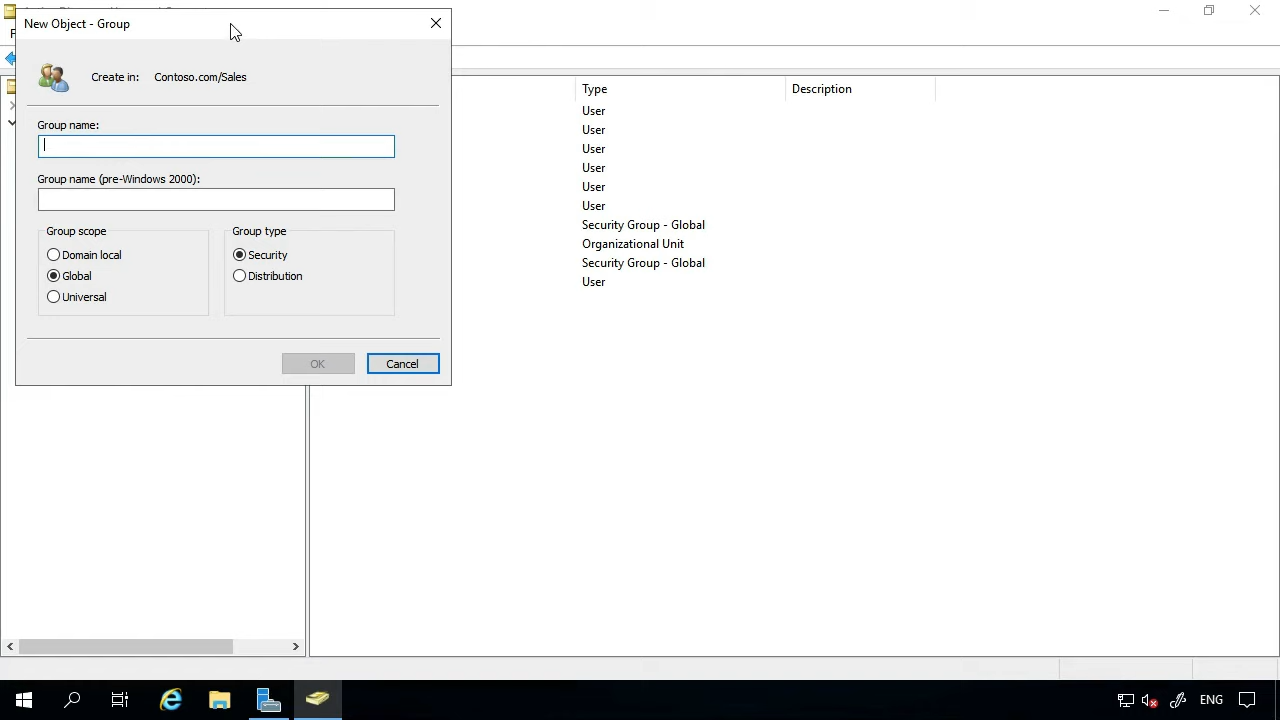 New Object - Group
Create in: Contoso.com/Sales
Group name:
Group name (pre-Windows 2000):
Group scope
Domain local
Global
Universal
Group type
Security
Distribution
OK
Cancel
Type
Description
User
User
User
User
User
User
Security Group - Global
Organizational Unit
Security Group - Global
User
ENG